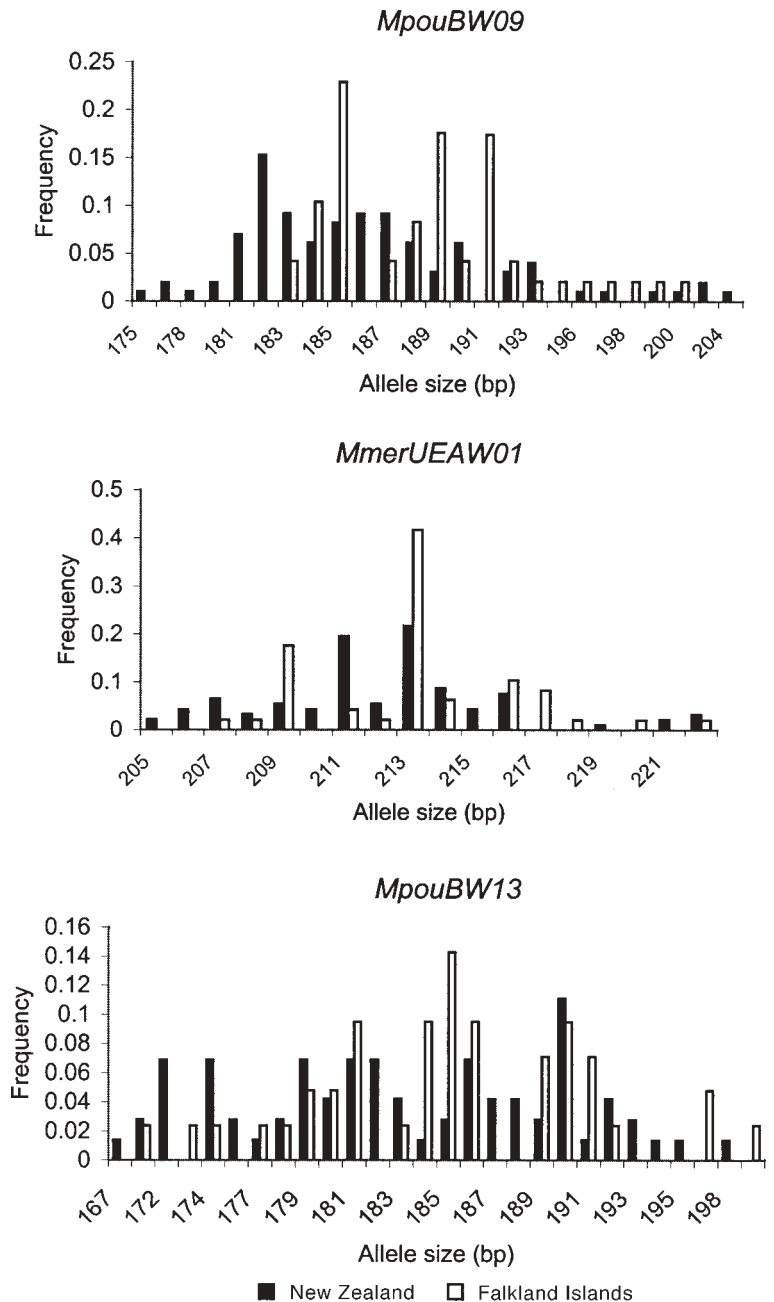 MpouBW09
0.25
0.2
0.15
0.1
0.05
0
Frequency
175 178 181 183 185 187 189 191 193 196 198 200 204
Allele size (bp)
MmerUEAW01
0.5
0.4
0.3
0.2
0.1
0
Frequency
205 207 209 211 213 215 217 219 221
Allele size (bp)
MpouBW13
0.16
0.14
0.12
0.1
0.08
0.06
0.04
0.02
0
Frequency
167 172 174 177 179 181 183 185 187 189 191 193 195 198
Allele size (bp)
New Zealand Falkland Islands